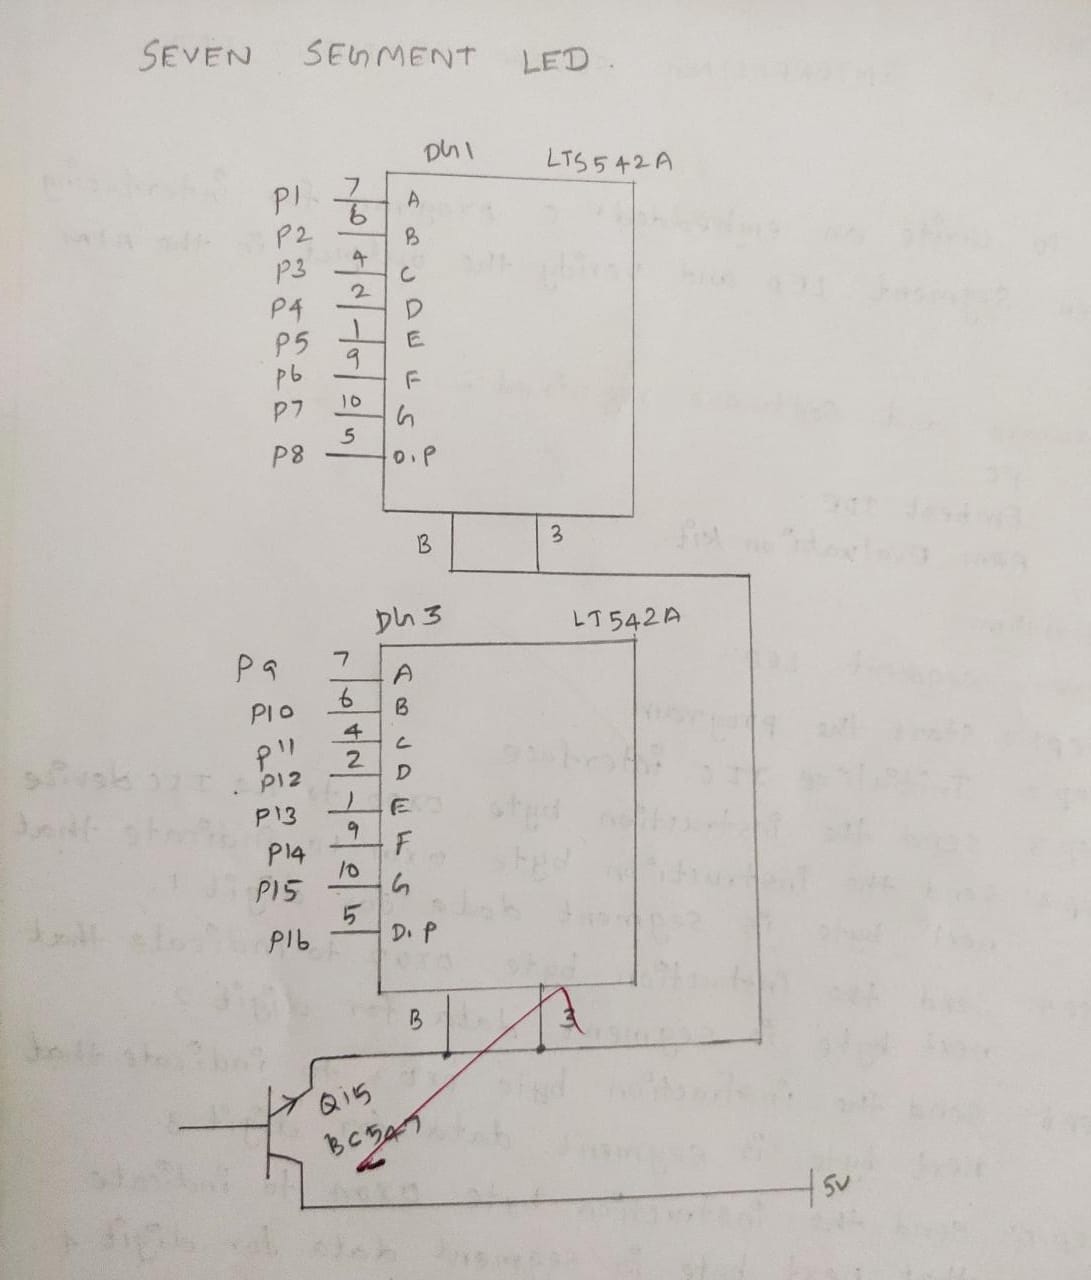 SEVEN SEGMENT LED.
DG1 LTS542A
P1 7 A
P2 6 B
P3 4 C
P4 2 D
P5 1 E
P6 9 F
P7 10 G
P8 5 D.P
B 3
DG3 LT542A
P9 7 A
P10 6 B
P11 4 C
P12 2 D
P13 1 E
P14 9 F
P15 10 G
P16 5 D.P
B 3
Q15
BC547
5V